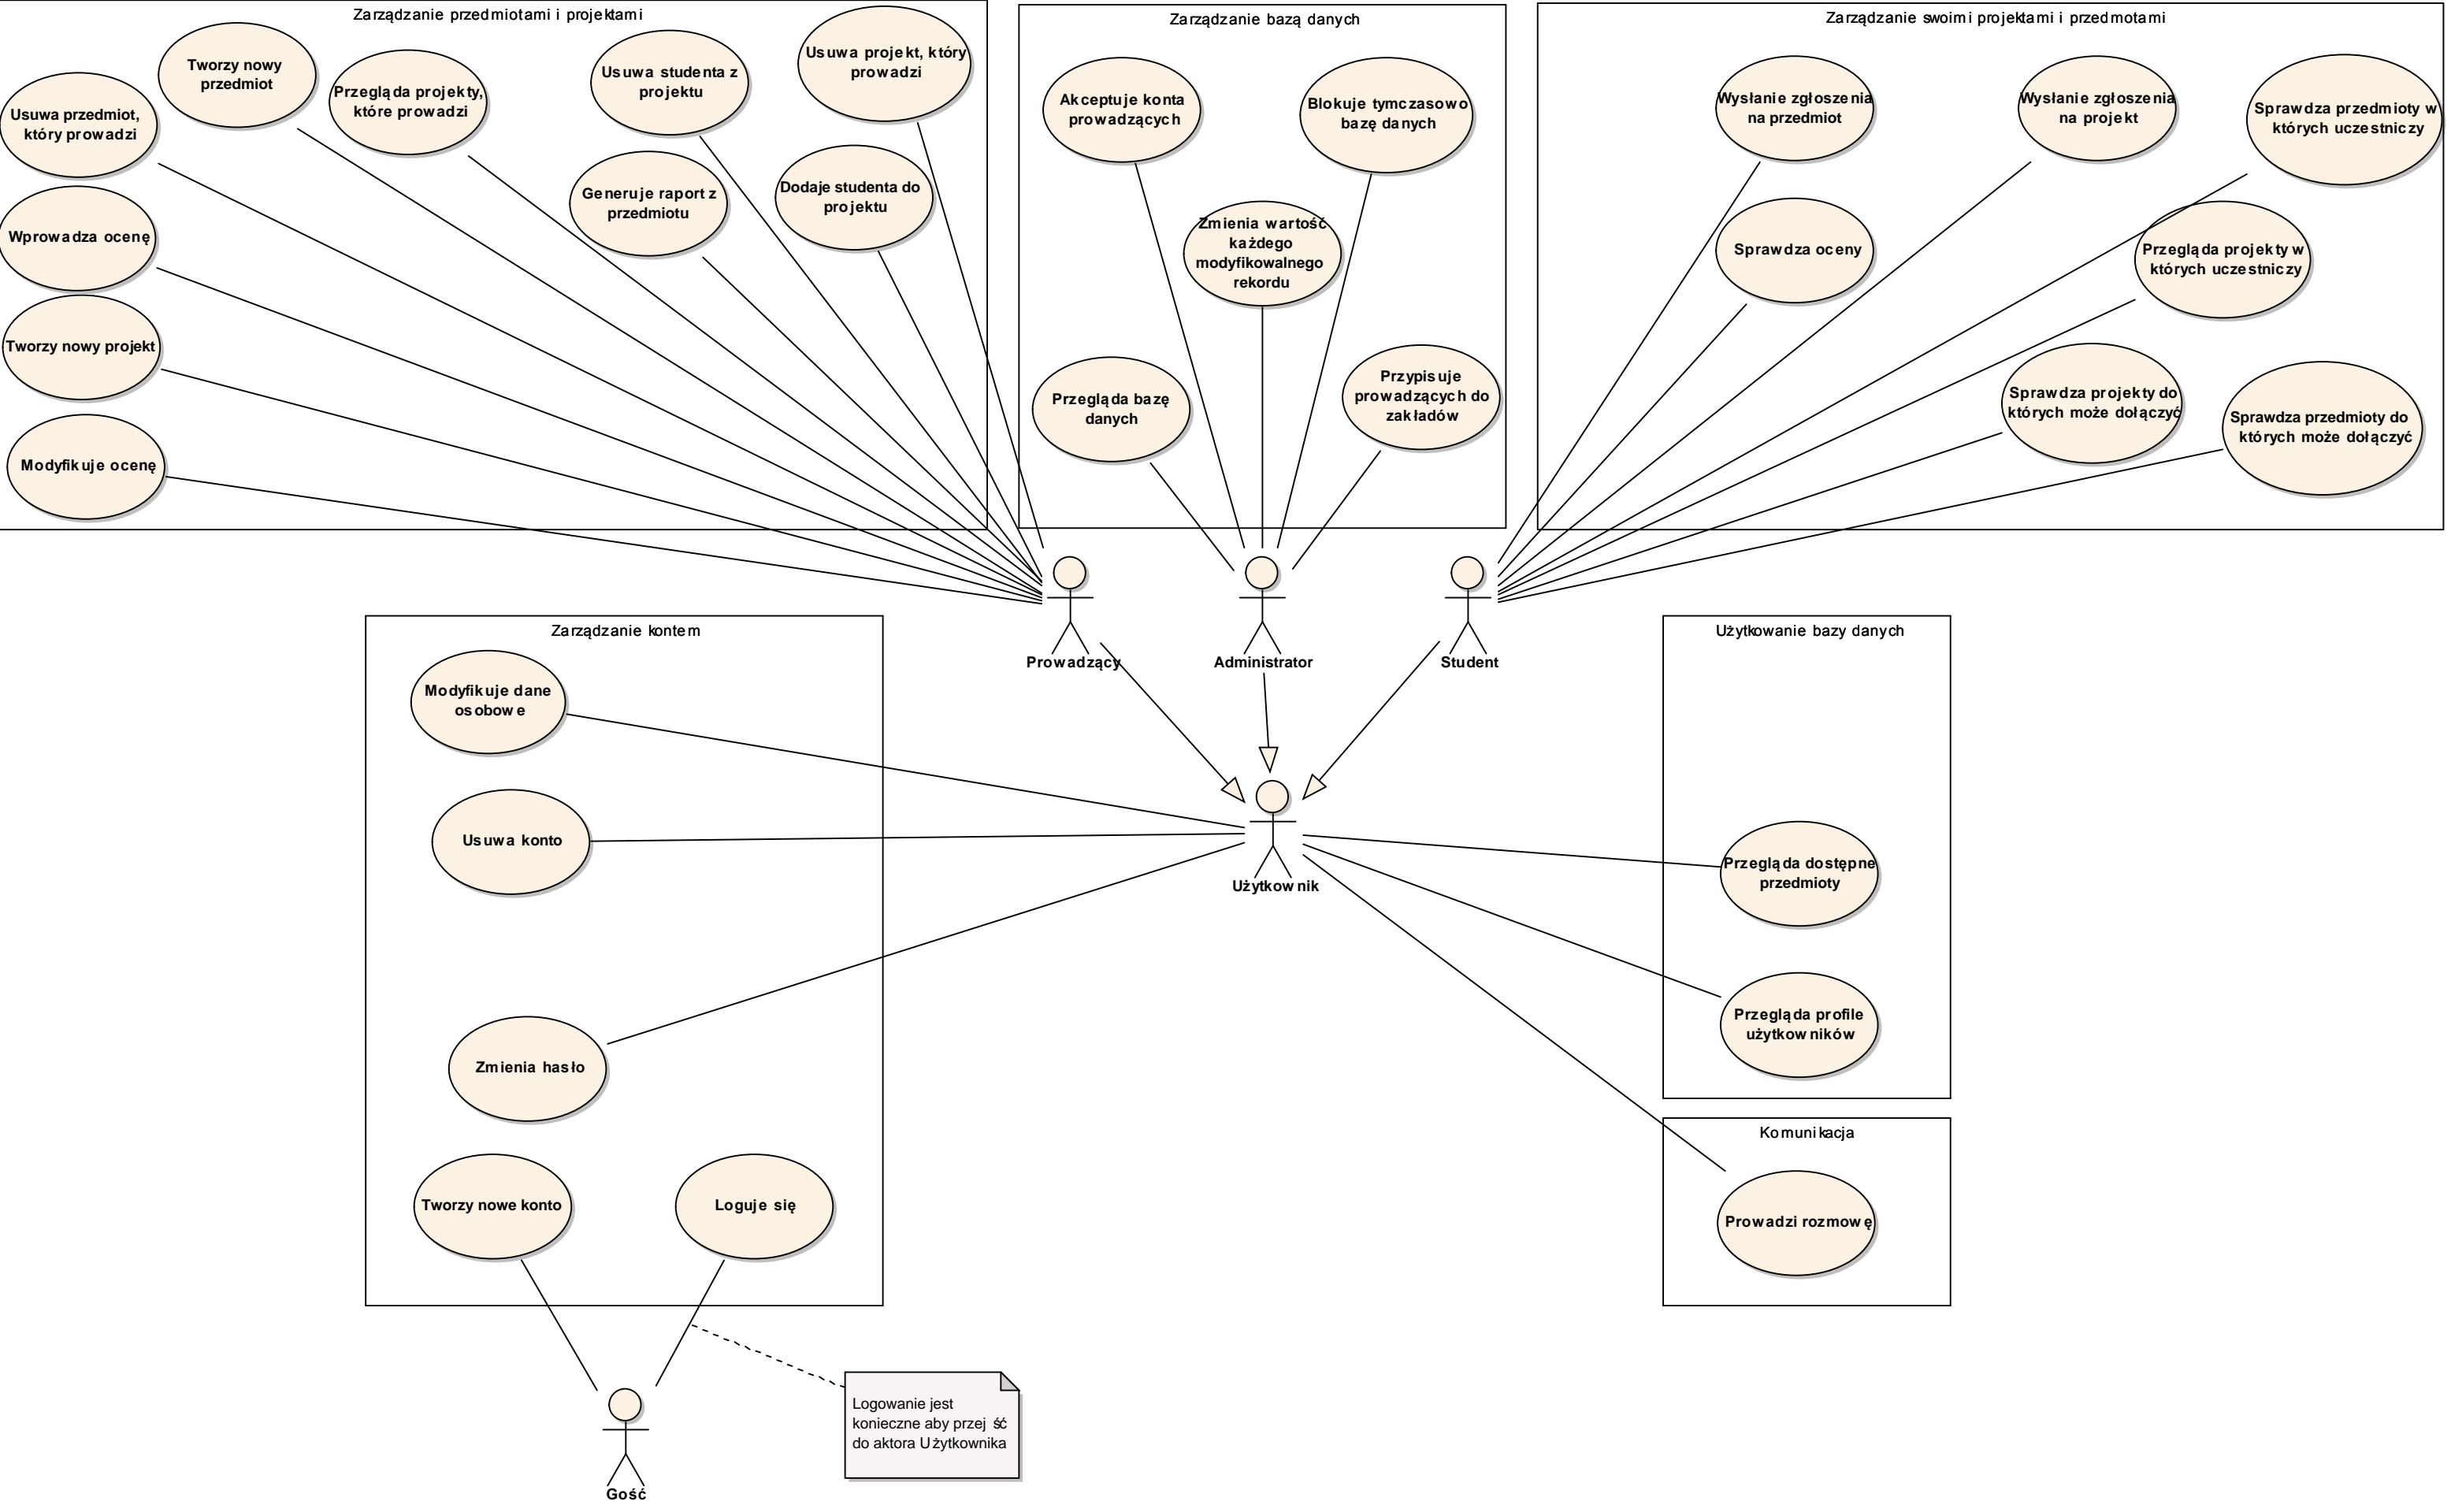 Zarządzanie przedmiotami i projektami
Usuwa przedmiot,
który prowadzi
Tworzy nowy
przedmiot
Przegląda projekty,
które prowadzi
Usuwa studenta z
projektu
Usuwa projekt, który
prowadzi
Generuje raport z
przedmiotu
Dodaje studenta do
projektu
Wprowadza ocenę
Tworzy nowy projekt
Modyfikuje ocenę
Zarządzanie bazą danych
Akceptuje konta
prowadzących
Blokuje tymczasowo
bazę danych
Zmienia wartość
każdego
modyfikowalnego
rekordu
Przegląda bazę
danych
Przypisuje
prowadzących do
zakładów
Zarządzanie swoimi projektami i przedmotami
Wysłanie zgłoszenia
na przedmiot
Wysłanie zgłoszenia
na projekt
Sprawdza przedmioty w
których uczestniczy
Sprawdza oceny
Przegląda projekty w
których uczestniczy
Sprawdza projekty do
których może dołączyć
Sprawdza przedmioty do
których może dołączyć
Prowadzący
Administrator
Student
Zarządzanie kontem
Modyfikuje dane
osobowe
Usuwa konto
Zmienia hasło
Tworzy nowe konto
Loguje się
Użytkownik
Użytkowanie bazy danych
Przegląda dostępne
przedmioty
Przegląda profile
użytkowników
Komunikacja
Prowadzi rozmowę
Logowanie jest
konieczne aby przejść
do aktora Użytkownika
Gość